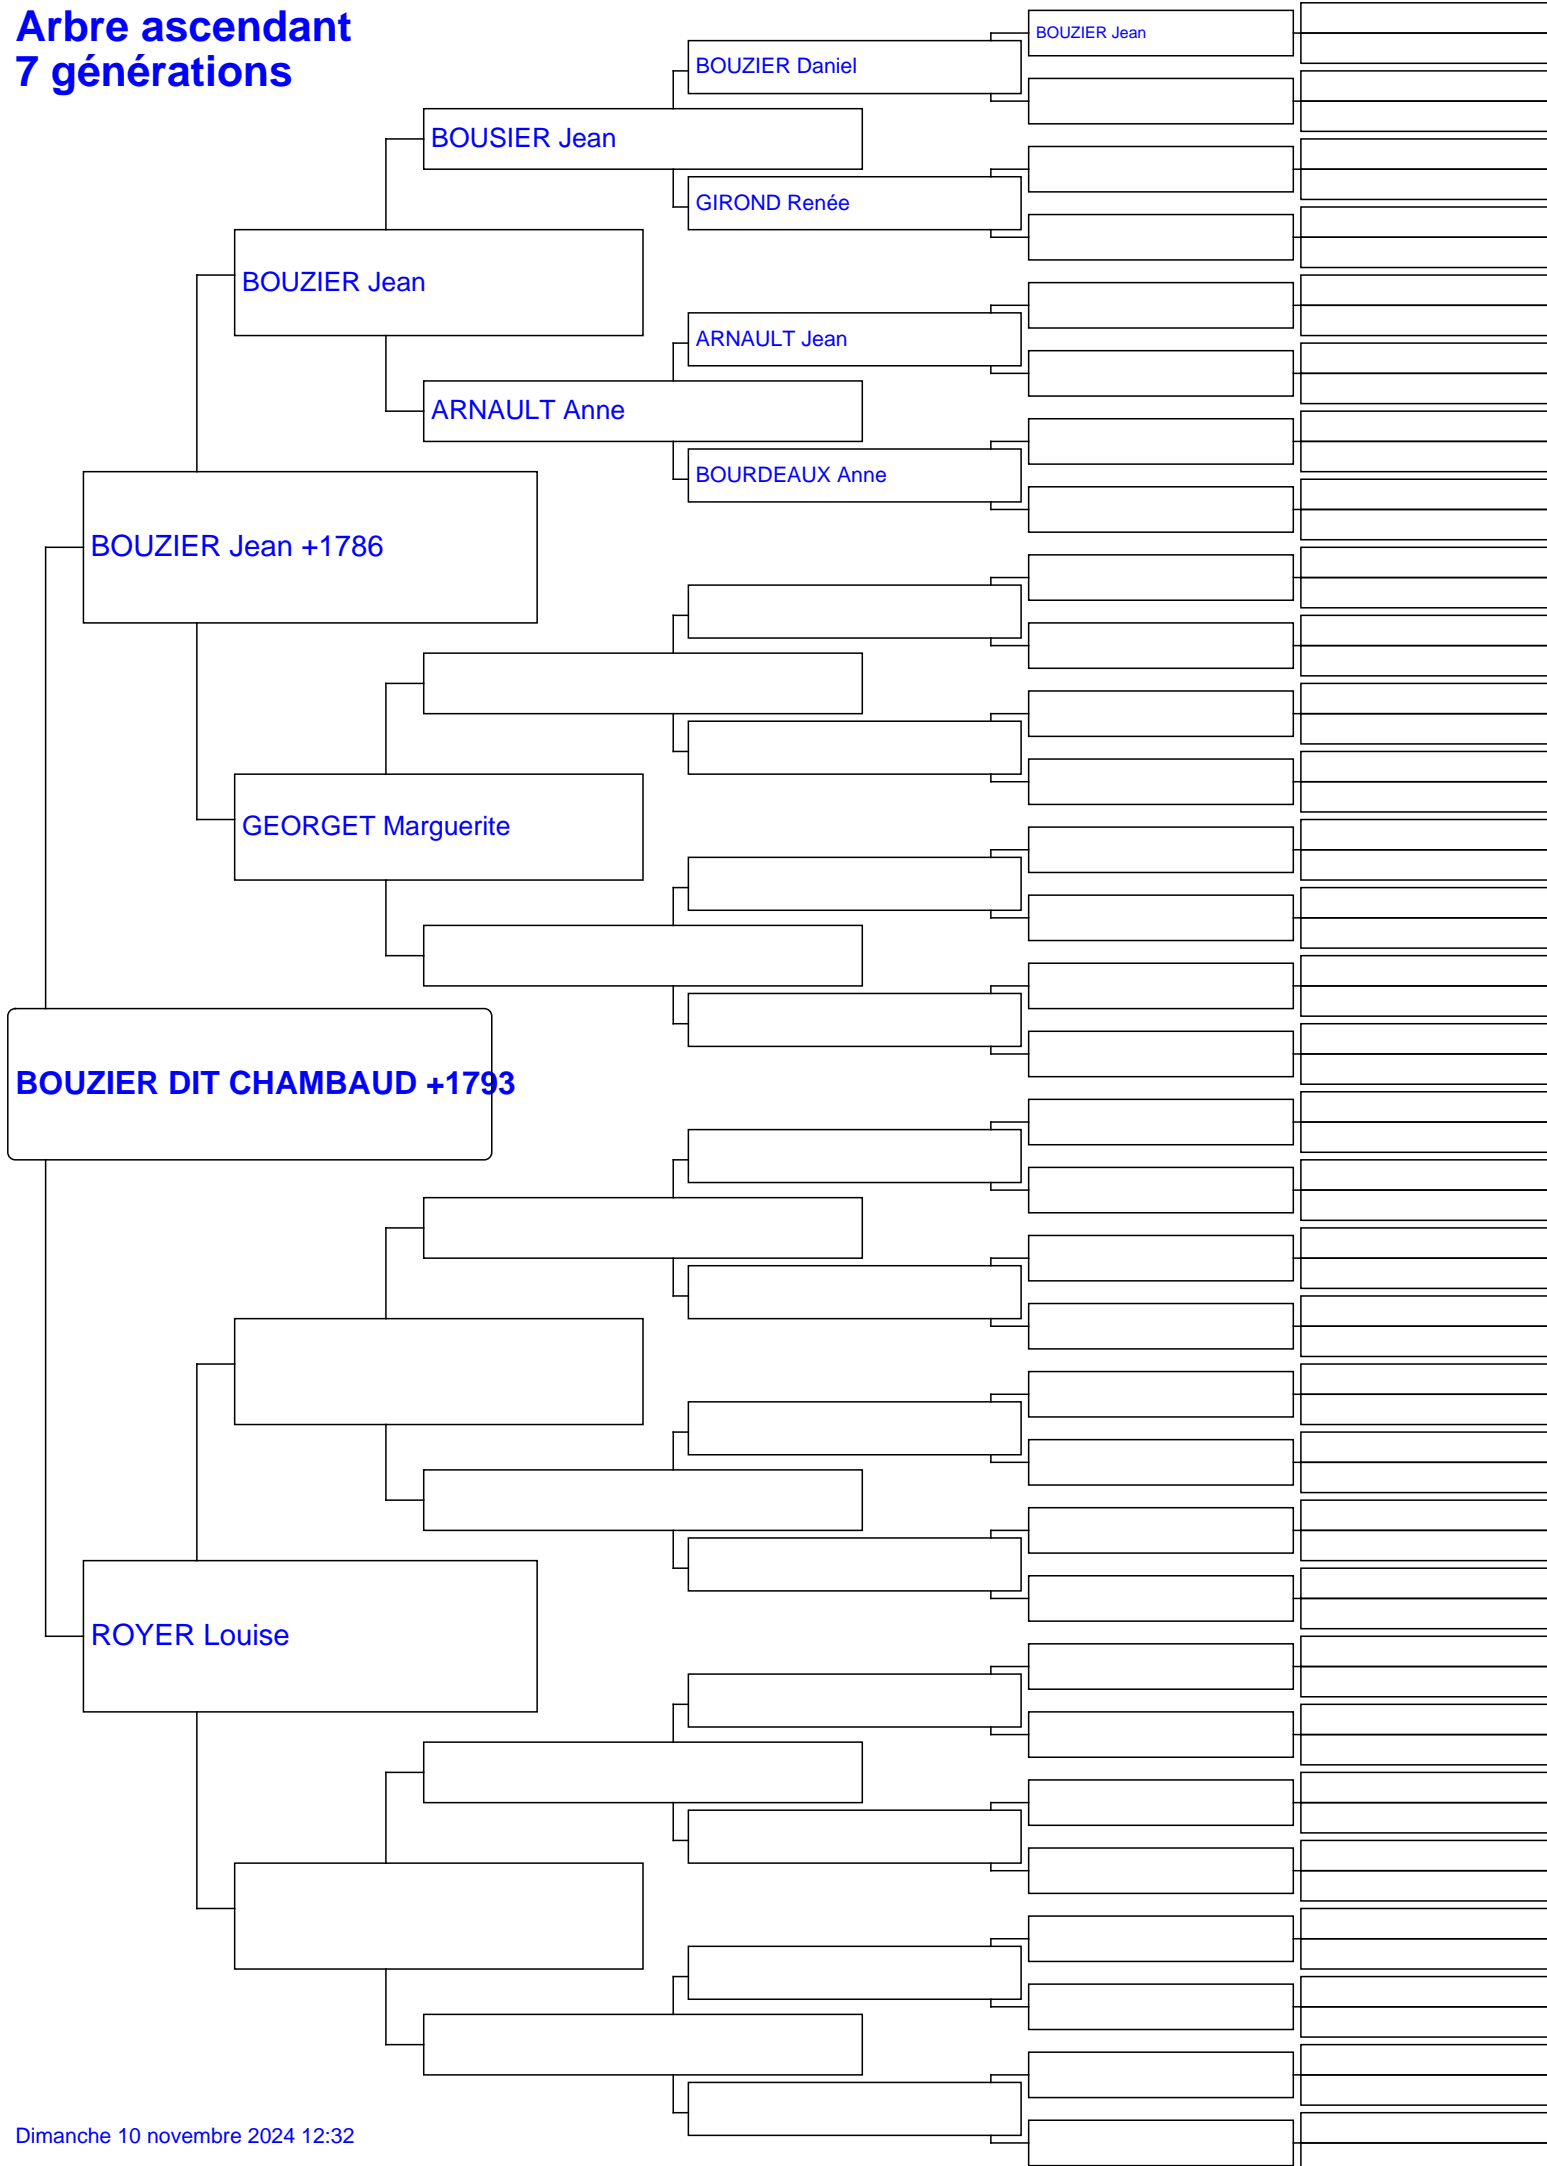 Arbre ascendant
7 générations
BOUZIER Jean
BOUZIER Daniel
BOUSIER Jean
GIROND Renée
BOUZIER Jean
ARNAULT Jean
ARNAULT Anne
BOURDEAUX Anne
BOUZIER Jean +1786
GEORGET Marguerite
BOUZIER DIT CHAMBAUD +1793
ROYER Louise
Dimanche 10 novembre 2024 12:32